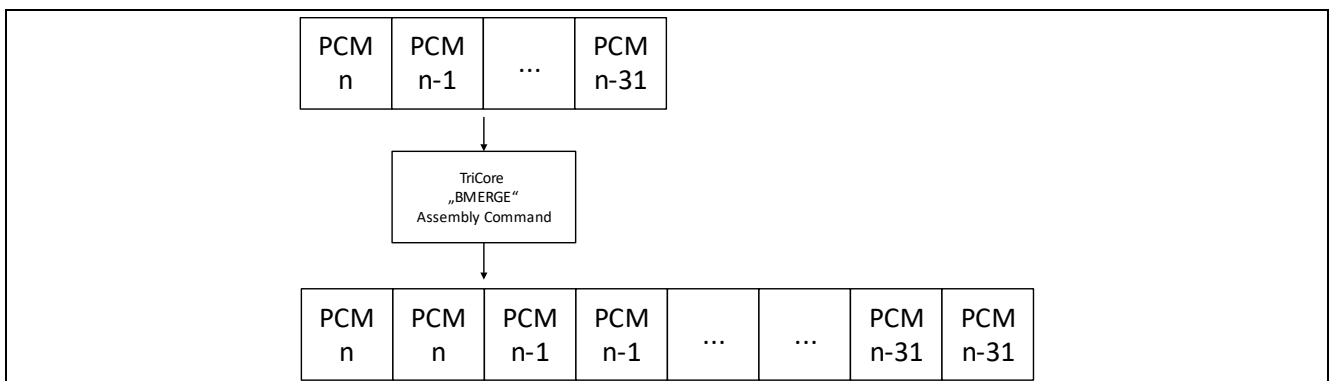 PCM PCM ... PCM
n n-1 n-31
TriCore
„BMERGE“
Assembly Command
PCM PCM PCM PCM ... ... PCM PCM
n n n-1 n-1 n-31 n-31